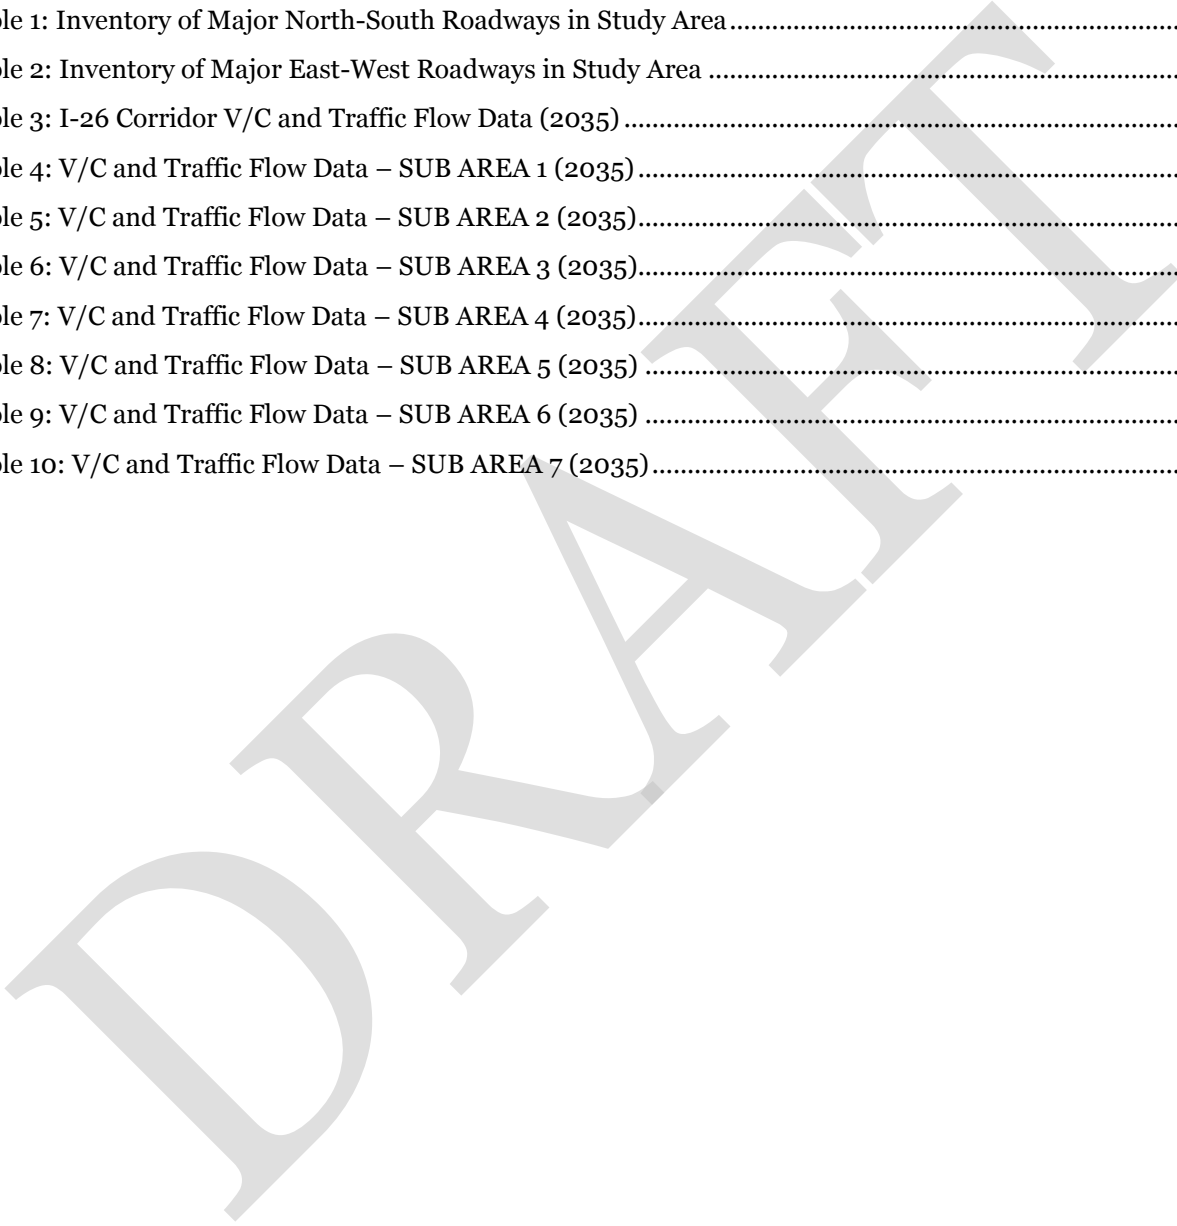 ble 1: Inventory of Major North-South Roadways in Study Area
ble 2: Inventory of Major East-West Roadways in Study Area
ble 3: I-26 Corridor V/C and Traffic Flow Data (2035)
ble 4: V/C and Traffic Flow Data – SUB AREA 1 (2035)
ble 5: V/C and Traffic Flow Data – SUB AREA 2 (2035)
ble 6: V/C and Traffic Flow Data – SUB AREA 3 (2035)
ble 7: V/C and Traffic Flow Data – SUB AREA 4 (2035)
ble 8: V/C and Traffic Flow Data – SUB AREA 5 (2035)
ble 9: V/C and Traffic Flow Data – SUB AREA 6 (2035)
ble 10: V/C and Traffic Flow Data – SUB AREA 7 (2035)
DRAFT